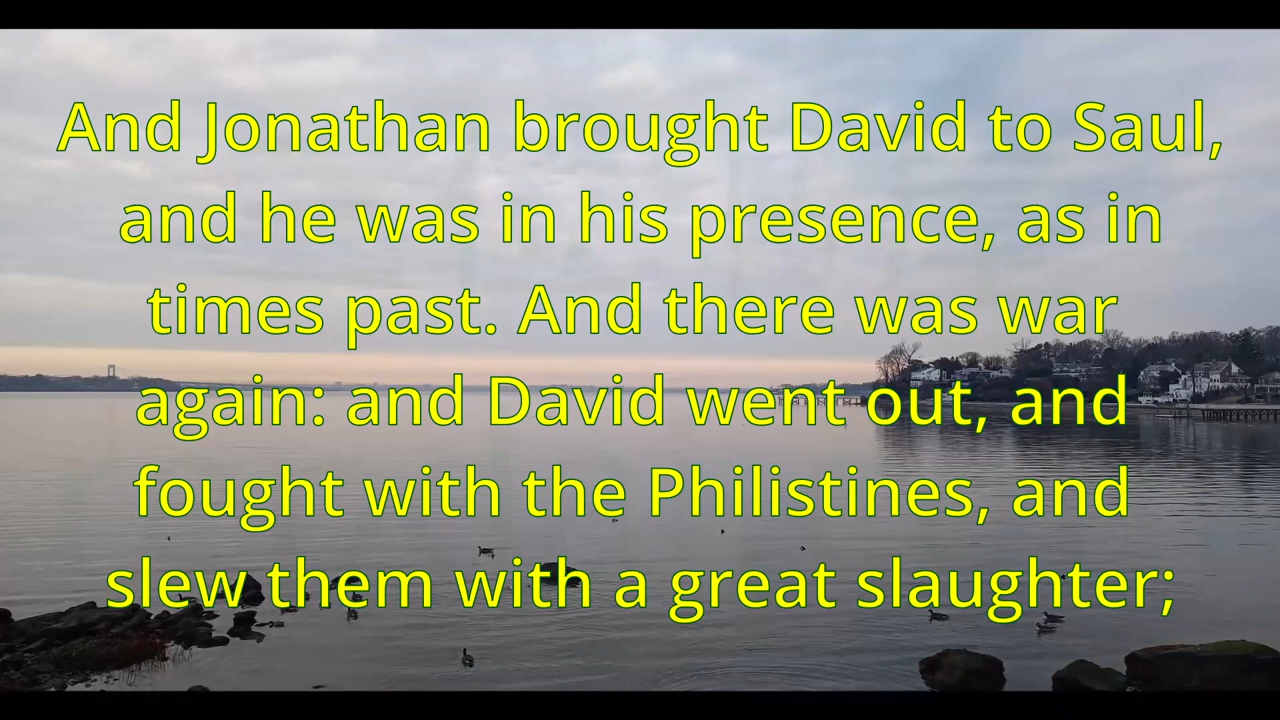 And Jonathan brought David to Saul,
and he was in his presence, as in
times past. And there was war
again: and David went out, and
fought with the Philistines, and
slew them with a great slaughter;